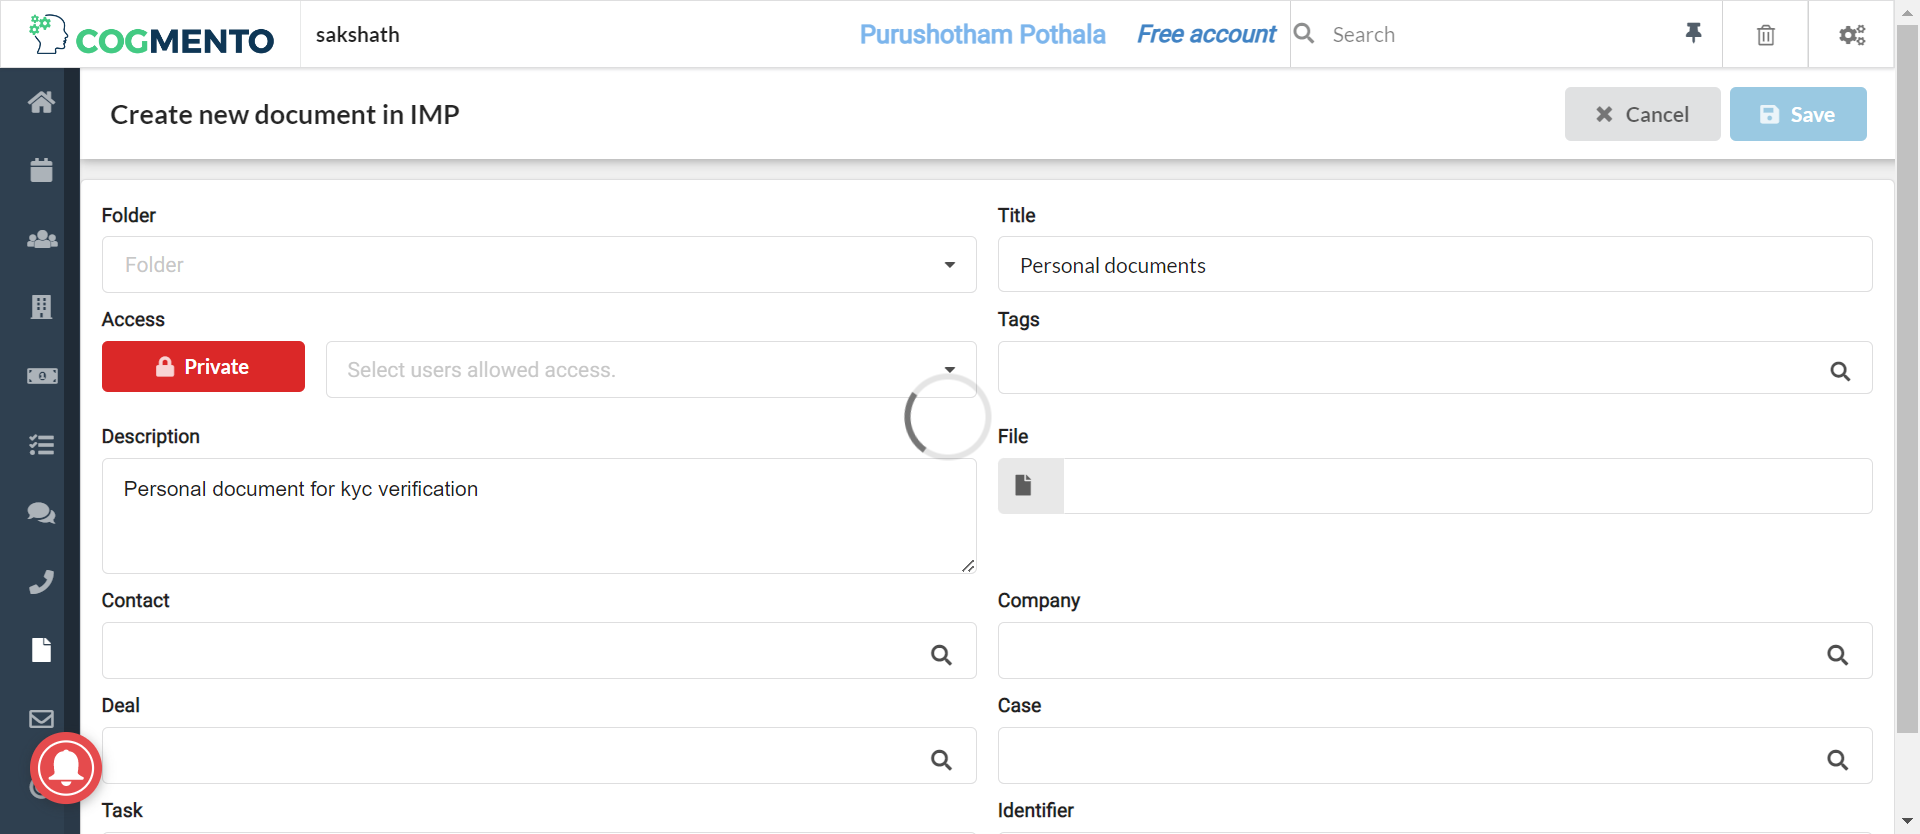 COGMENTO
sakshath
Purushotham Pothala
Free account
Search
Create new document in IMP
Cancel
Save
Folder
Title
Folder
Personal documents
Access
Tags
Private
Select users allowed access.
Description
File
Personal document for kyc verification
Contact
Company
Deal
Case
Task
Identifier